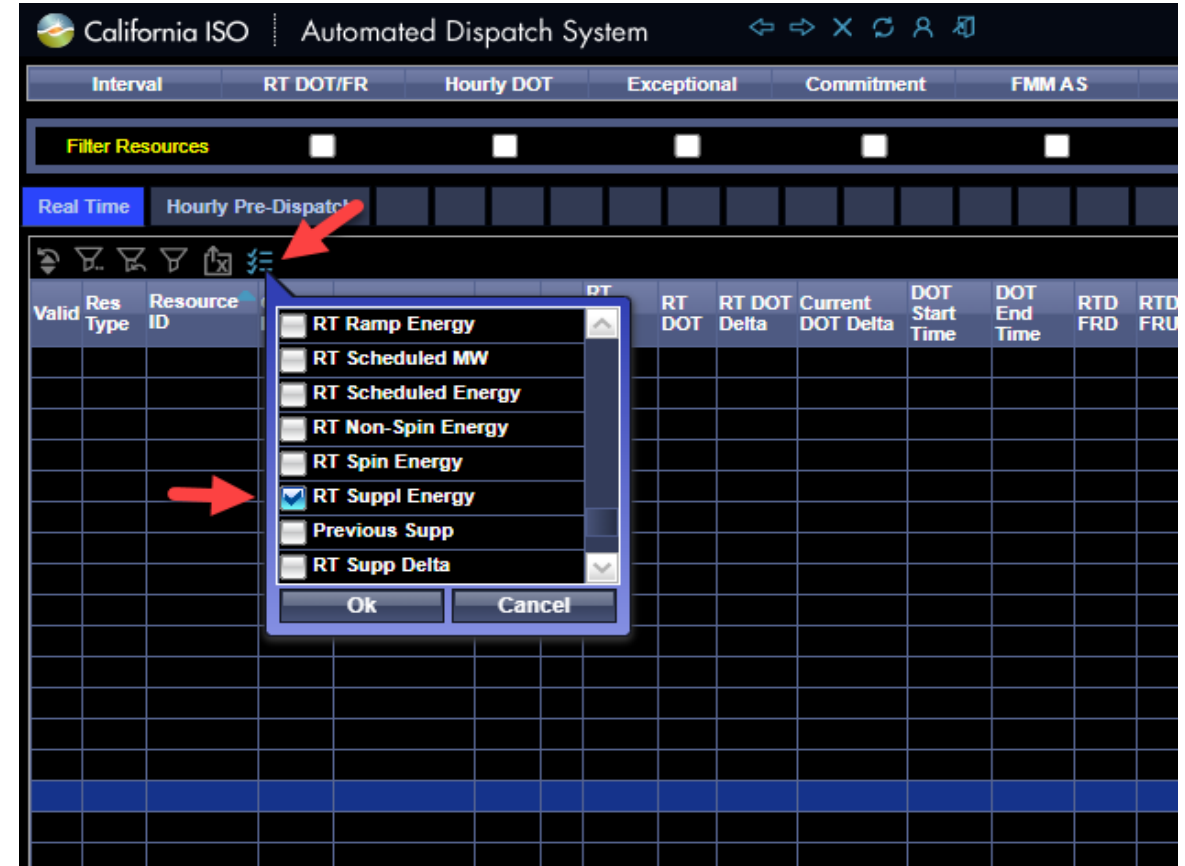 California ISO Automated Dispatch System
Interval RT DOT/FR Hourly DOT Exceptional Commitment FMM AS
Filter Resources
Real Time Hourly Pre-Dispatch
Valid Res Type Resource ID RT RT DOT RT DOT Delta Current DOT Delta DOT Start Time DOT End Time RTD FRD RTD FRU
RT Ramp Energy
RT Scheduled MW
RT Scheduled Energy
RT Non-Spin Energy
RT Spin Energy
RT Suppl Energy
Previous Supp
RT Supp Delta
Ok Cancel